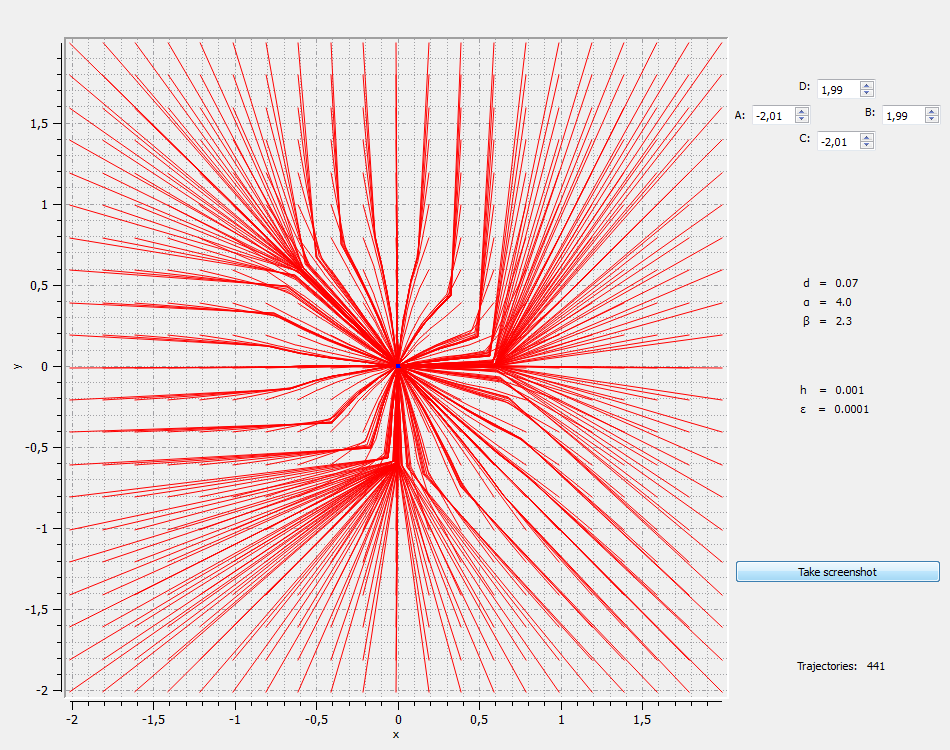 D: 1,99
A: -2,01
B: 1,99
C: -2,01
1,5
1
0,5
0
-0,5
-1
-1,5
-2
y
-2
-1,5
-1
-0,5
0
0,5
1
1,5
x
d = 0.07
α = 4.0
β = 2.3
h = 0.001
ε = 0.0001
Take screenshot
Trajectories: 441